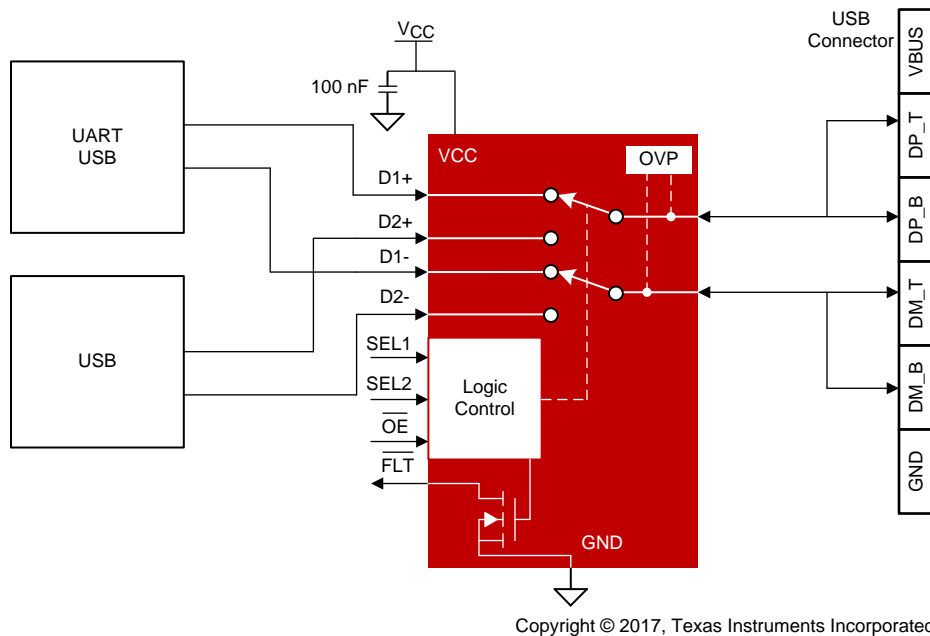 USB
Connector
VBUS
DP_T
DP_B
DM_T
DM_B
GND
VCC
100 nF
UART
USB
USB
VCC
OVP
D1+
D2+
D1-
D2-
SEL1
SEL2
OE
FLT
Logic
Control
GND
Copyright © 2017, Texas Instruments Incorporated